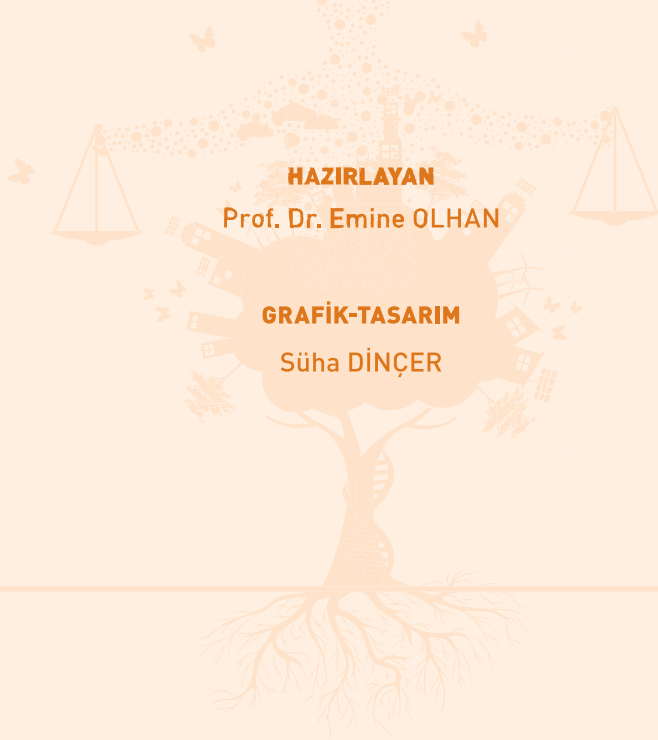 HAZIRLAYAN
Prof. Dr. Emine OLHAN
GRAFİK-TASARIM
Süha DİNÇER